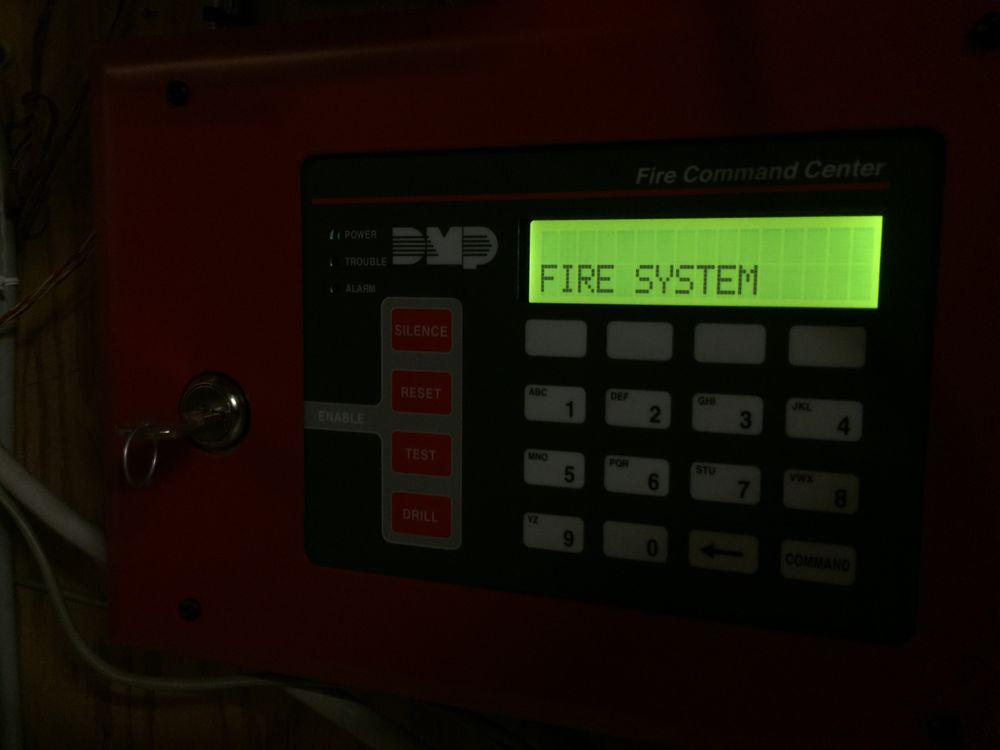 Fire Command Center
POWER
TROUBLE
ALARM
DMP
FIRE SYSTEM
SILENCE
RESET
ENABLE
TEST
DRILL
ABC 1 DEF 2 GHI 3 JKL 4
MNO 5 PQR 6 STU 7 VWX 8
YZ 9 0 ← COMMAND